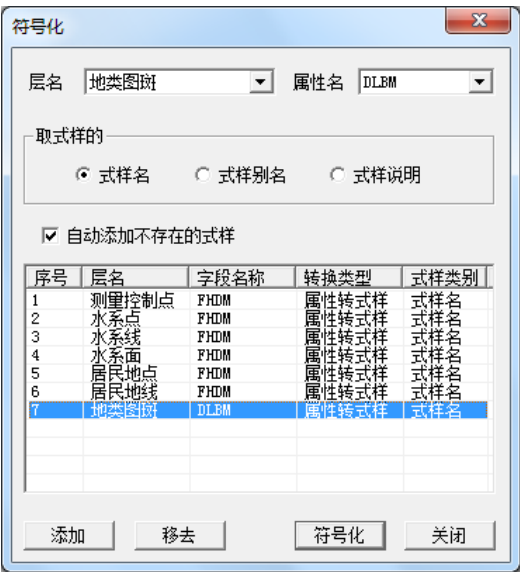 符号化
层名 地类图斑 属性名 DLBM
取式样的
式样名 式样别名 式样说明
自动添加不存在的式样
序号 层名 字段名称 转换类型 式样类别
1 测量控制点 FHDM 属性转式样 式样名
2 水系点 FHDM 属性转式样 式样名
3 水系线 FHDM 属性转式样 式样名
4 水系面 FHDM 属性转式样 式样名
5 居民地点 FHDM 属性转式样 式样名
6 居民地线 FHDM 属性转式样 式样名
7 地类图斑 DLBM 属性转式样 式样名
添加 移去 符号化 关闭